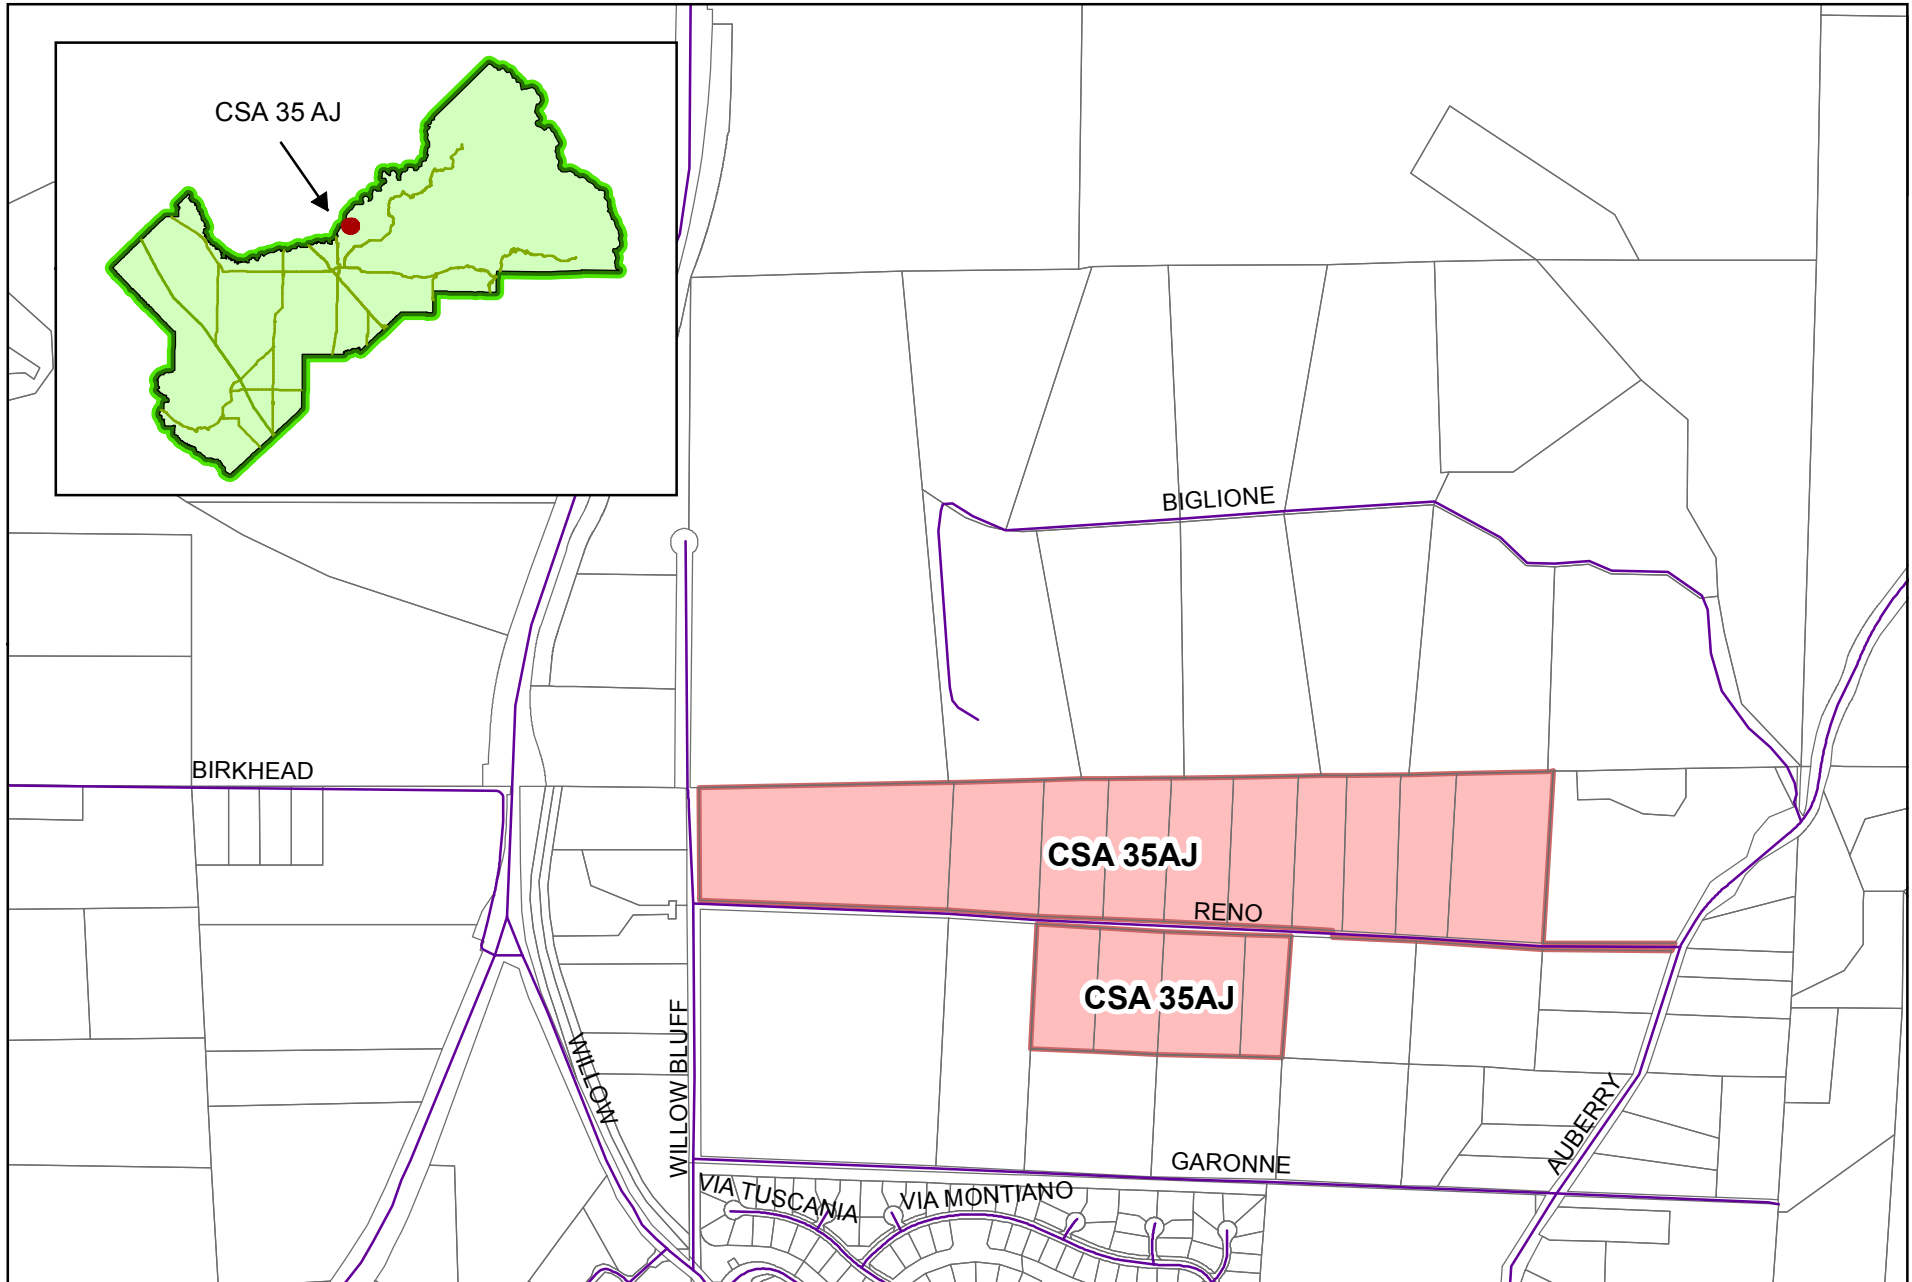 CSA 35 AJ
BIGLIONE
BIRKHEAD
CSA 35AJ
RENO
CSA 35AJ
WILLOW
WILLOW BLUFF
AUBERRY
GARONNE
VIA TUSCANIA
VIA MONTIANO